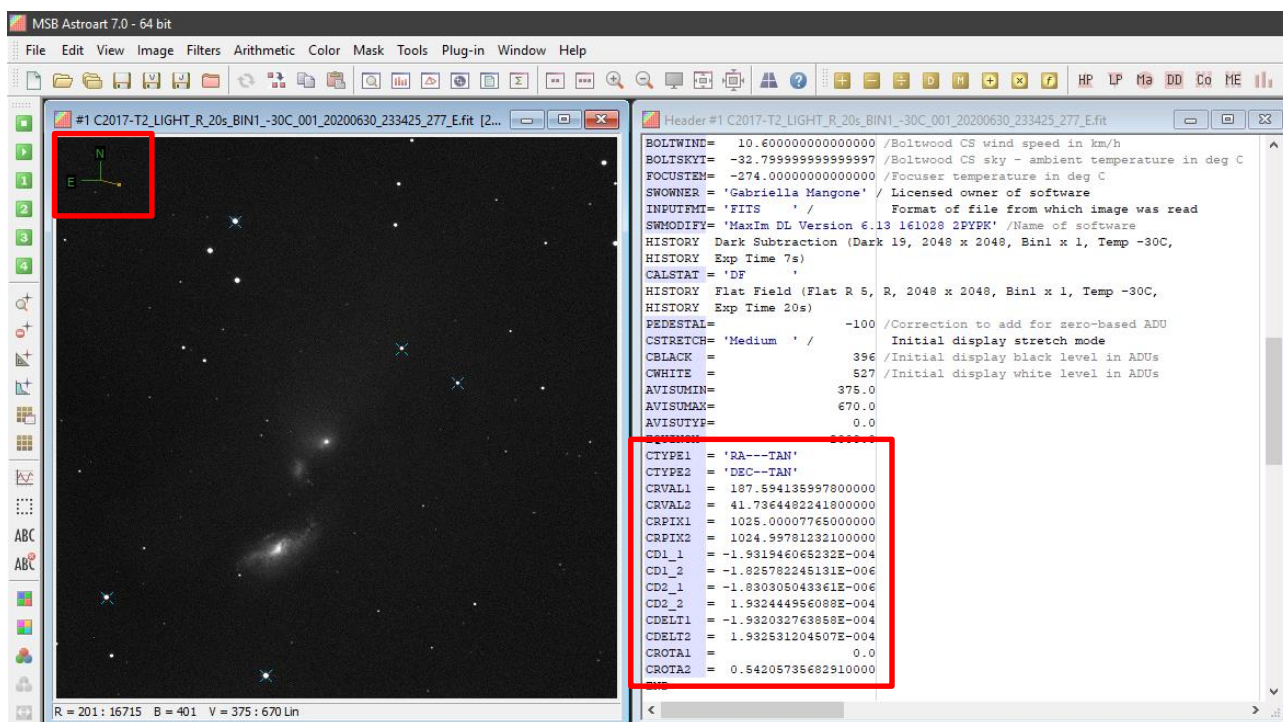 MSB Astroart 7.0 - 64 bit
File Edit View Image Filters Arithmetic Color Mask Tools Plug-in Window Help
HP LP Ma DD Co ME
#1 C2017-T2_LIGHT_R_20s_BIN1_-30C_001_20200630_233425_277_E.fit [2...
N
E
1
2
3
4
ABC
ABC
R = 201 : 16715 B = 401 V = 375 : 670 Lin
Header #1 C2017-T2_LIGHT_R_20s_BIN1_-30C_001_20200630_233425_277_E.fit
BOLTWIND= 10.600000000000000 /Boltwood CS wind speed in km/h
BOLTSKYT= -32.799999999999997 /Boltwood CS sky - ambient temperature in deg C
FOCUSTEM= -274.00000000000000 /Focuser temperature in deg C
SWOWNER = 'Gabriella Mangone' / Licensed owner of software
INPUTFMT= 'FITS ' / Format of file from which image was read
SWMODIFY= 'MaxIm DL Version 6.13 161028 2PYPK' /Name of software
HISTORY Dark Subtraction (Dark 19, 2048 x 2048, Bin1 x 1, Temp -30C,
HISTORY Exp Time 7s)
CALSTAT = 'DF '
HISTORY Flat Field (Flat R 5, R, 2048 x 2048, Bin1 x 1, Temp -30C,
HISTORY Exp Time 20s)
PEDESTAL= -100 /Correction to add for zero-based ADU
CSTRETCH= 'Medium ' / Initial display stretch mode
CBLACK = 396 /Initial display black level in ADUs
CWHITE = 527 /Initial display white level in ADUs
AVISUMIN= 375.0
AVISUMAX= 670.0
AVISUTYP= 0.0
CTYPE1 = 'RA---TAN'
CTYPE2 = 'DEC--TAN'
CRVAL1 = 187.594135997800000
CRVAL2 = 41.7364482241800000
CRPIX1 = 1025.00007765000000
CRPIX2 = 1024.99781232100000
CD1_1 = -1.931946065232E-004
CD1_2 = -1.825782245131E-006
CD2_1 = -1.830305043361E-006
CD2_2 = 1.932444956088E-004
CDELT1 = -1.932032763858E-004
CDELT2 = 1.932531204507E-004
CROTA1 = 0.0
CROTA2 = 0.54205735682910000